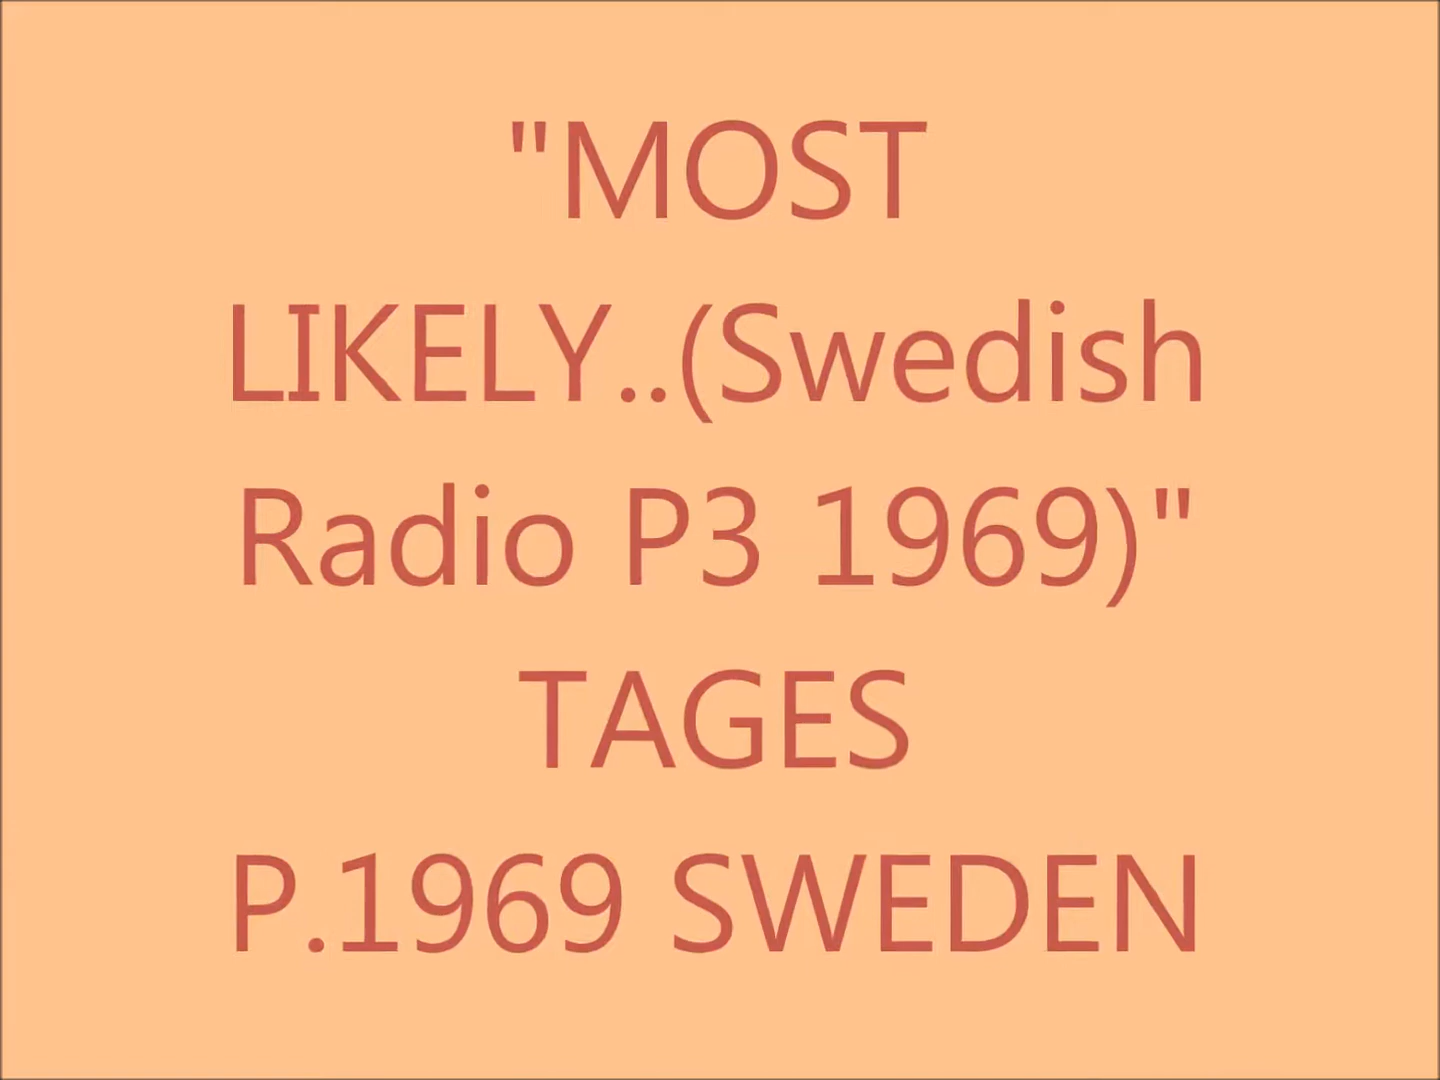 "MOST
LIKELY..(Swedish
Radio P3 1969)"
TAGES
P.1969 SWEDEN